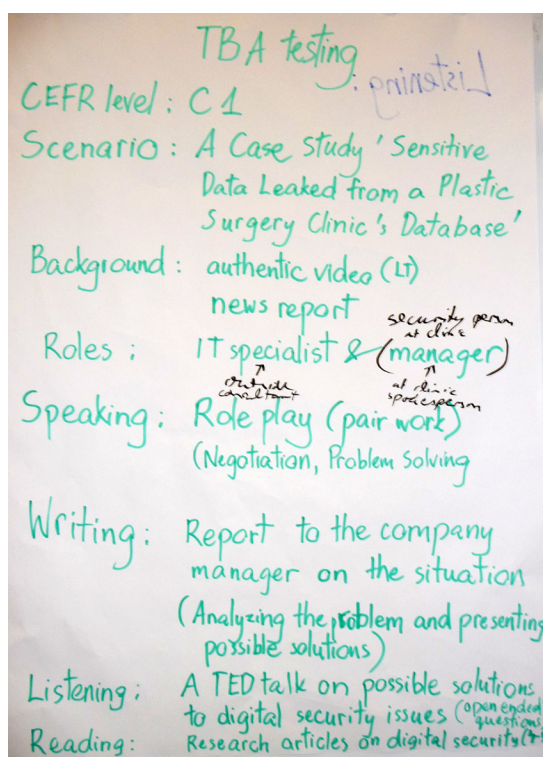 TBA testing
Listening:
CEFR level: C1
Scenario: A Case Study 'Sensitive
Data Leaked from a Plastic
Surgery Clinic's Database'
Background: authentic video (LT)
news report
security person
at clinic
Roles: IT specialist & (manager)
outside
consultant
at clinic
spokesperson
Speaking: Role play (pair work)
(Negotiation, Problem Solving
Writing: Report to the company
manager on the situation
(Analyzing the problem and presenting
possible solutions)
Listening: A TED talk on possible solutions
to digital security issues (open ended
questions
Reading: Research articles on digital security